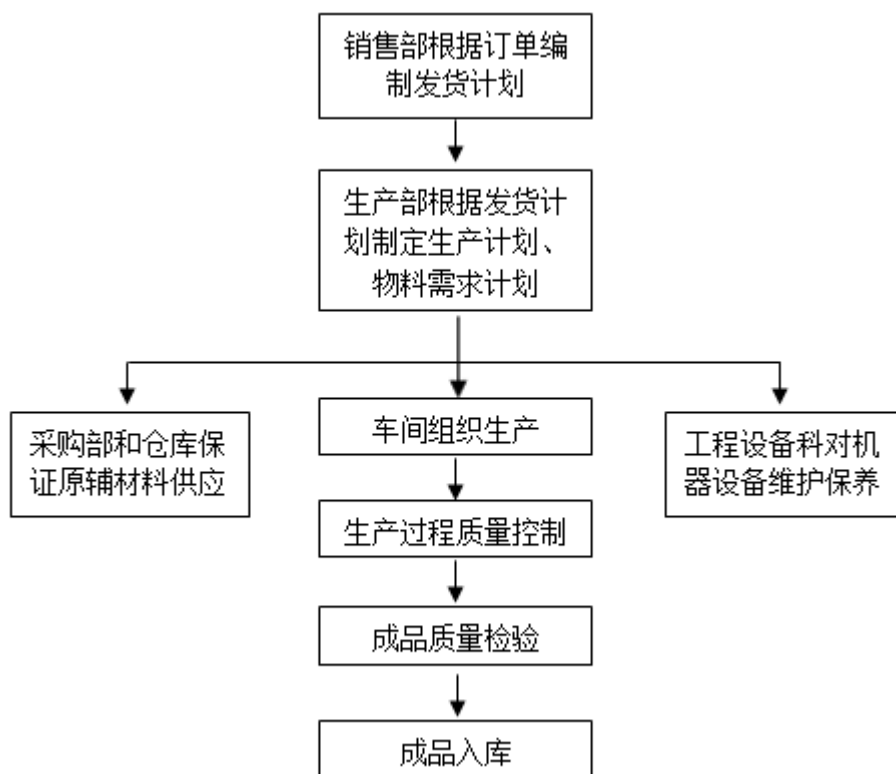 销售部根据订单编
制发货计划
生产部根据发货计
划制定生产计划、
物料需求计划
采购部和仓库保
证原辅材料供应
车间组织生产
工程设备科对机
器设备维护保养
生产过程质量控制
成品质量检验
成品入库